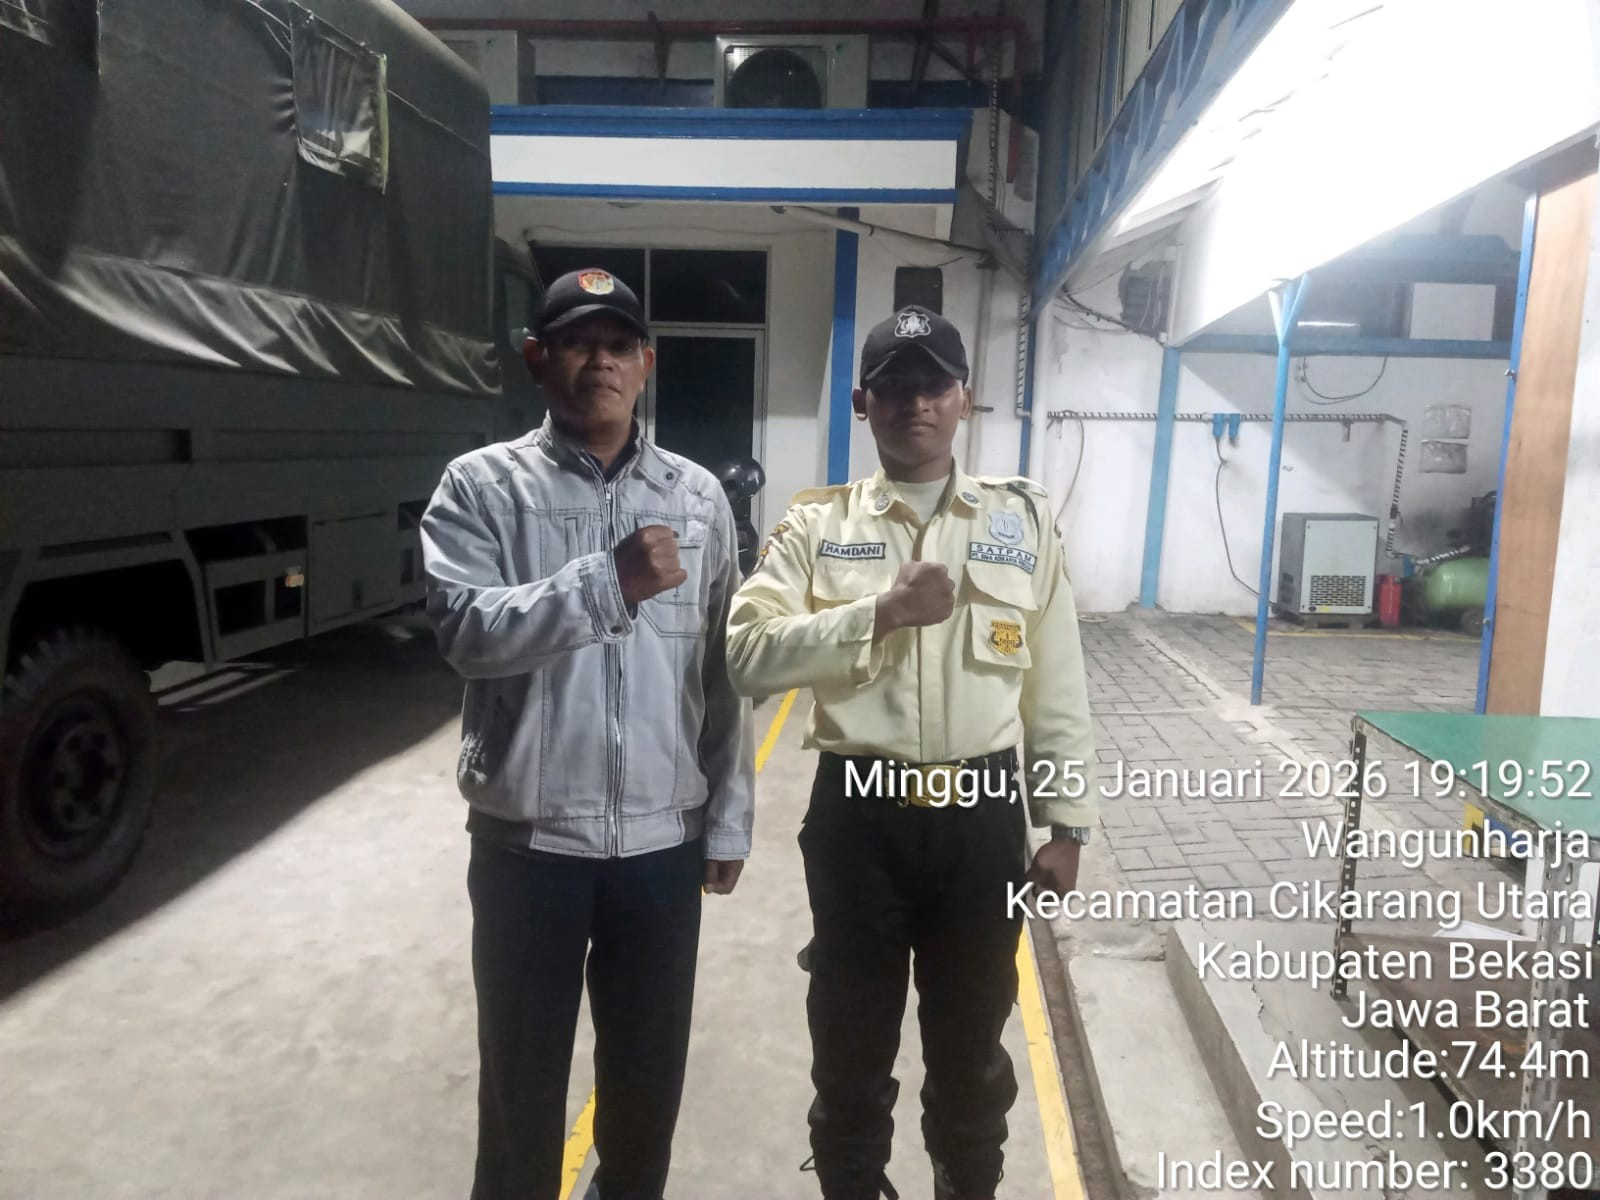 HAMDANI
SATPAM
Minggu, 25 Januari 2026 19:19:52
Wangunharja
Kecamatan Cikarang Utara
Kabupaten Bekasi
Jawa Barat
Altitude:74.4m
Speed:1.0km/h
Index number: 3380